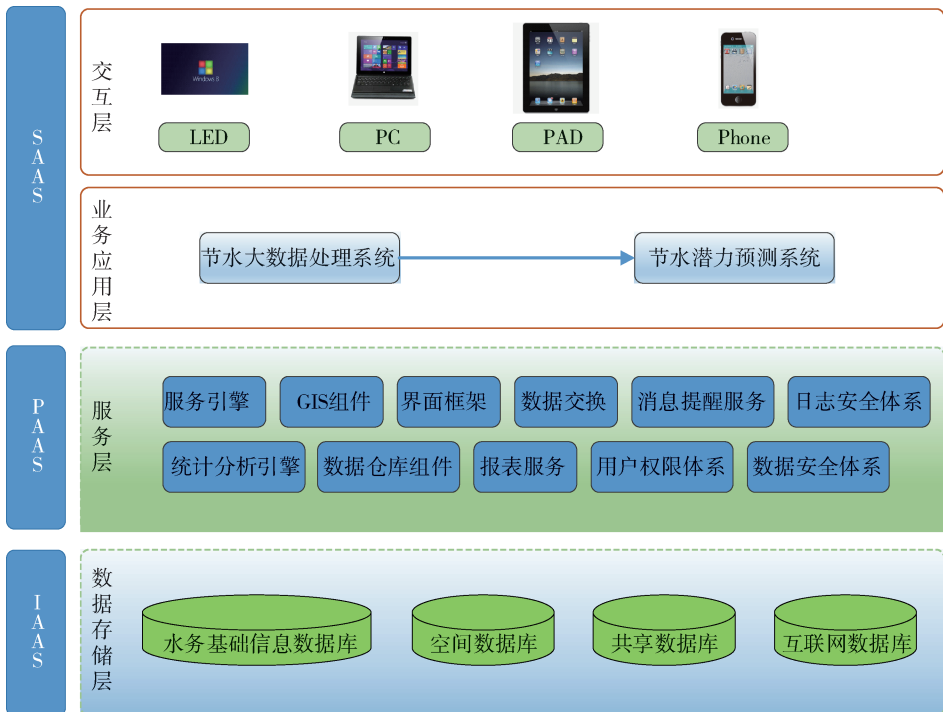 SAAS
交互层
Windows 8
LED
PC
PAD
Phone
业务应用层
节水大数据处理系统
节水潜力预测系统
PAAS
服务层
服务引擎
GIS组件
界面框架
数据交换
消息提醒服务
日志安全体系
统计分析引擎
数据仓库组件
报表服务
用户权限体系
数据安全体系
IAAS
数据存储层
水务基础信息数据库
空间数据库
共享数据库
互联网数据库